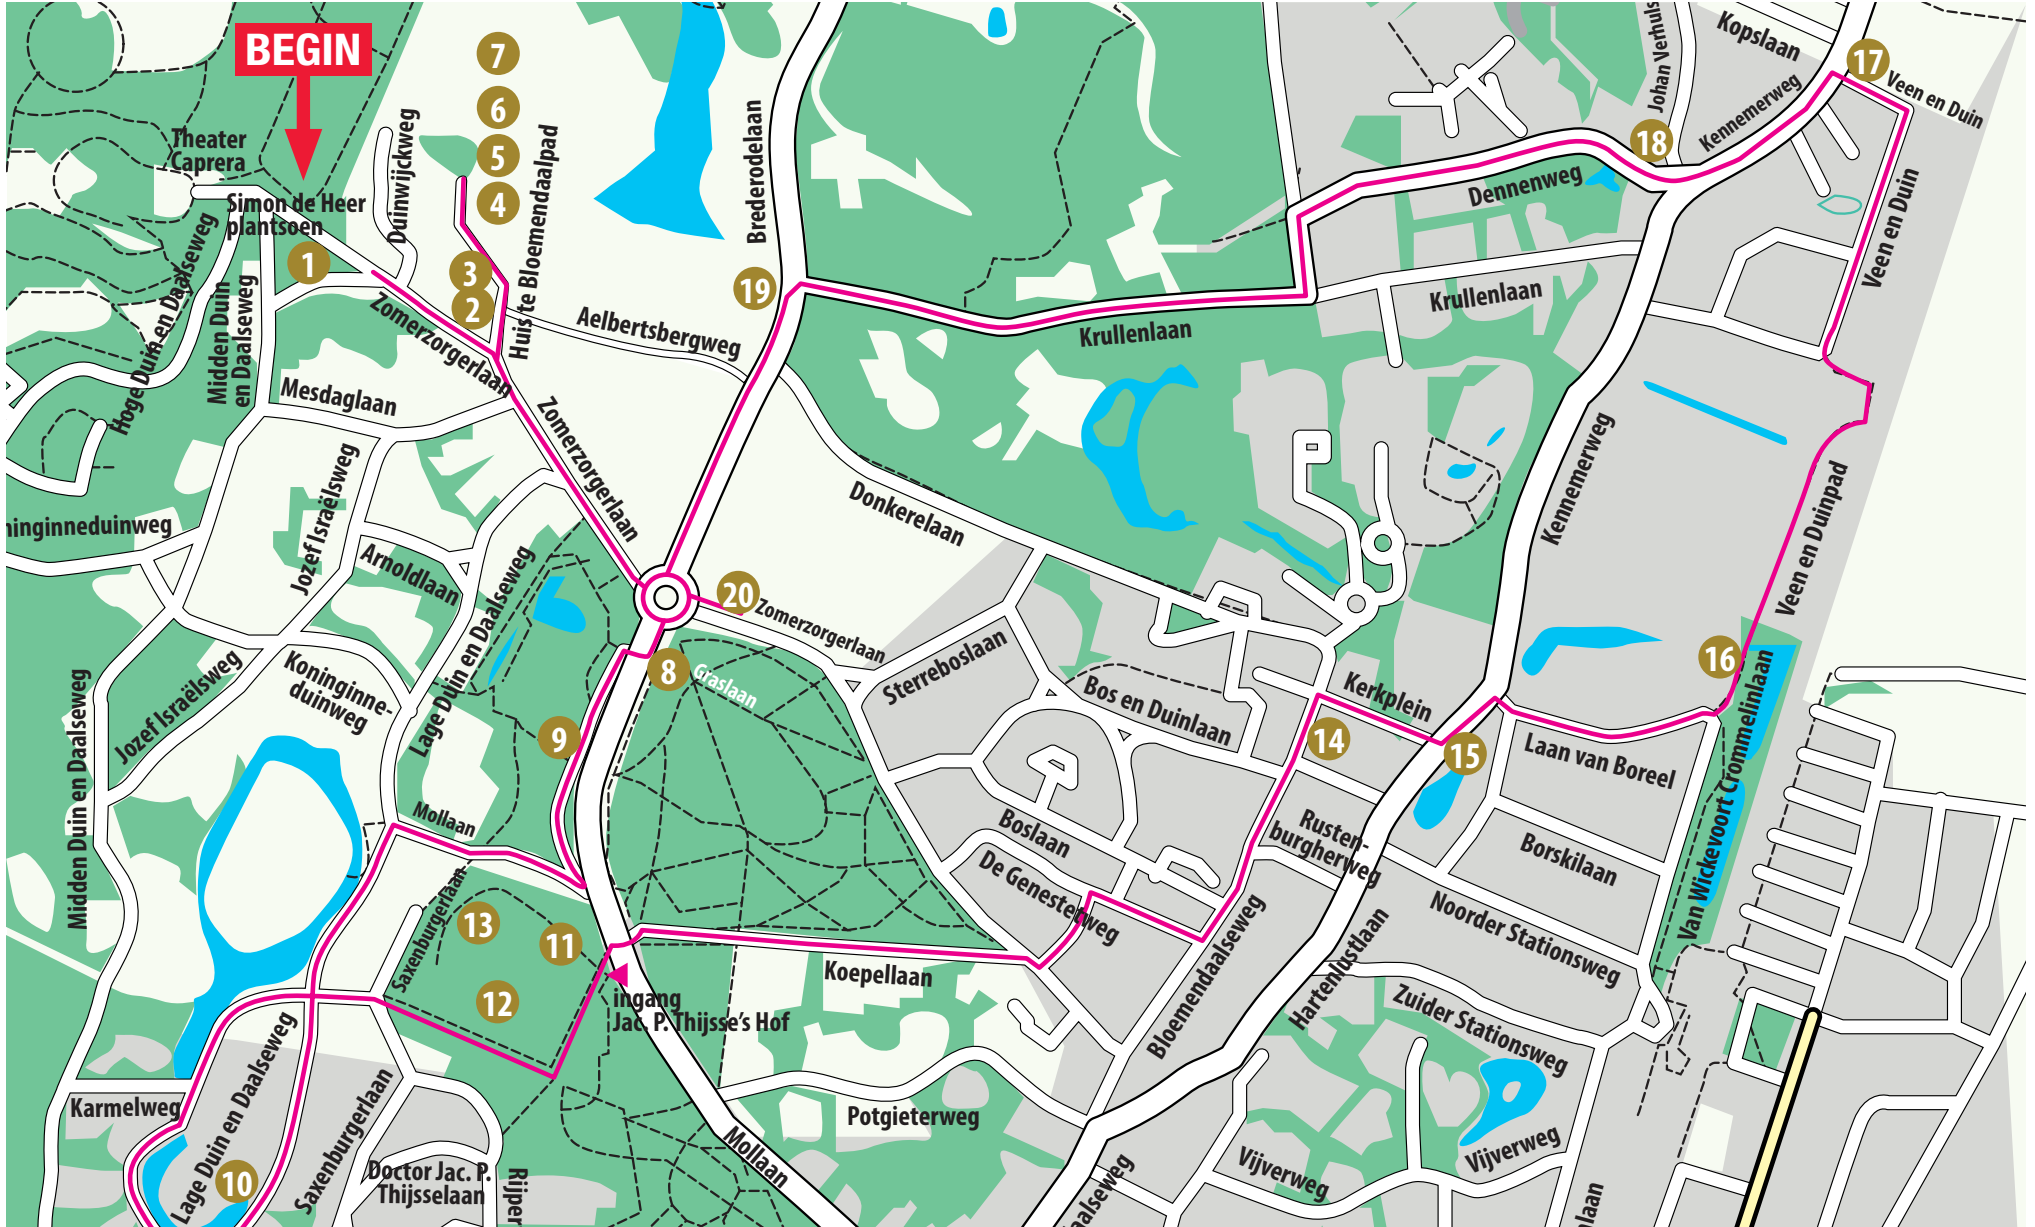 BEGIN
7
6
5
4
3
2
1
Theater
Caprera
Simon de Heer
plantsoen
Duinwijckweg
Huis te Bloemendaalpad
Brederodelaan
Kopslaan
Johan Verhuls
Kennemerweg
17
Veen en Duin
18
Dennenweg
Veen en Duin
Hoge Duin en Daalseweg
Midden Duin
en Daalseweg
Zomerzorgerlaan
19
Aelbertsbergweg
Krullenlaan
Krullenlaan
Mesdaglaan
Zomerzorgerlaan
Jozef Israëlsweg
Donkerelaan
Kennemerweg
Veen en Duinpad
ninginneduinweg
Arnoldlaan
Lage Duin en Daalseweg
20
Zomerzorgerlaan
8
Graslaan
Sterreboslaan
Bos en Duinlaan
Kerkplein
16
Jozef Israëlsweg
Koninginne-
duinweg
Midden Duin en Daalseweg
9
14
15
Laan van Boreel
Van Wickevoort Crommelinlaan
Mollaan
Boslaan
De Genestetweg
Rusten-
burgherweg
Borskilaan
Noorder Stationsweg
Saxenburgerlaan
13
11
12
Koepellaan
ingang
Jac. P. Thijsse's Hof
Bloemendaalseweg
Hartenlustlaan
Zuider Stationsweg
Karmelweg
Lage Duin en Daalseweg
10
Saxenburgerlaan
Doctor Jac. P.
Thijsselaan
Rijper
Mollaan
Potgieterweg
Vijverweg
Vijverweg
aalseweg
nlaan